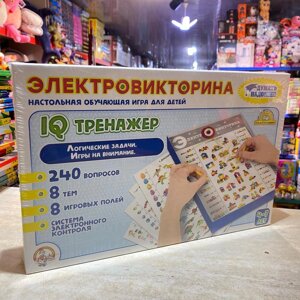 ЭЛЕКТРОВИКТОРИНА
НАСТОЛЬНАЯ ОБУЧАЮЩАЯ ИГРА ДЛЯ ДЕТЕЙ
IQ ТРЕНАЖЕР
ЛОГИЧЕСКИЕ ЗАДАЧИ.
ИГРЫ НА ВНИМАНИЕ.
240 ВОПРОСОВ
8 ТЕМ
8 ИГРОВЫХ ПОЛЕЙ
СИСТЕМА
ЭЛЕКТРОННОГО
КОНТРОЛЯ